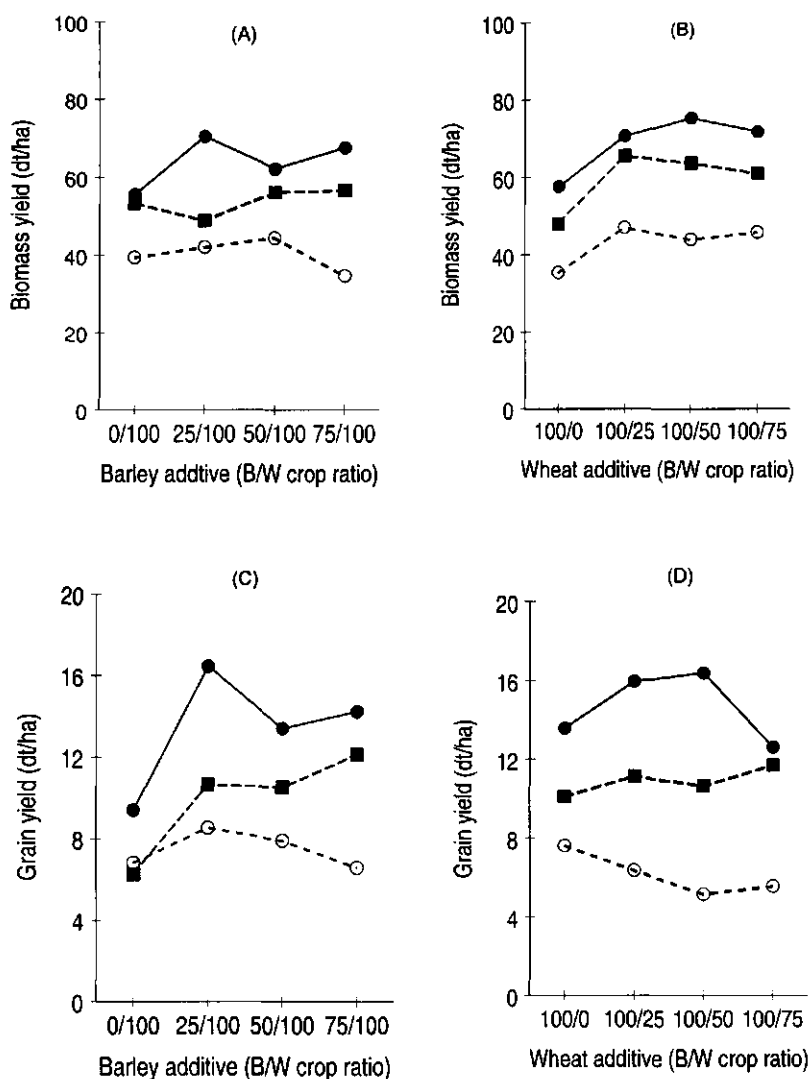 (A)
100
80
60
40
20
0
Biomass yield (dt/ha)
0/100 25/100 50/100 75/100
Barley addtive (B/W crop ratio)
(B)
100
80
60
40
20
0
Biomass yield (dt/ha)
100/0 100/25 100/50 100/75
Wheat additive (B/W crop ratio)
(C)
20
16
12
8
4
0
Grain yield (dt/ha)
0/100 25/100 50/100 75/100
Barley additive (B/W crop ratio)
(D)
20
16
12
8
4
0
Grain yield (dt/ha)
100/0 100/25 100/50 100/75
Wheat additive (B/W crop ratio)